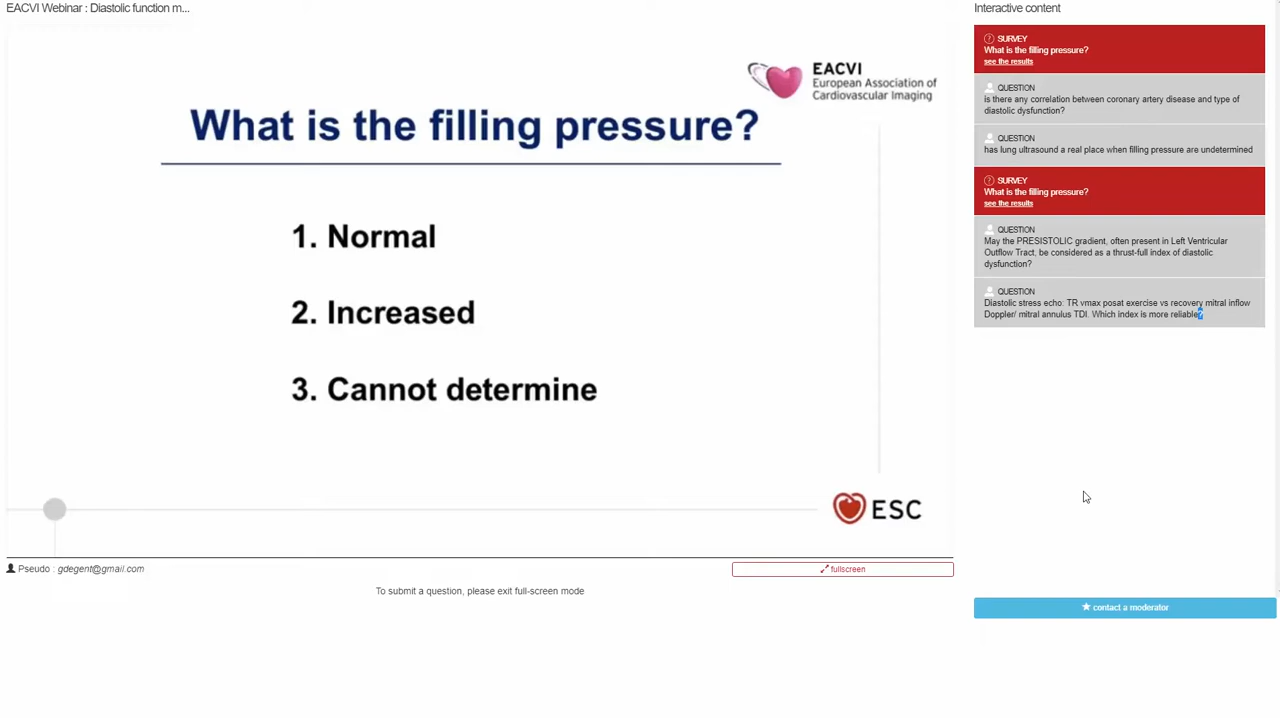 EACVI Webinar : Diastolic function m...
EACVI
European Association of
Cardiovascular Imaging
What is the filling pressure?
1. Normal
2. Increased
3. Cannot determine
ESC
Pseudo : gdegent@gmail.com
fullscreen
To submit a question, please exit full-screen mode
Interactive content
SURVEY
What is the filling pressure?
see the results
QUESTION
is there any correlation between coronary artery disease and type of
diastolic dysfunction?
QUESTION
has lung ultrasound a real place when filling pressure are undetermined
SURVEY
What is the filling pressure?
see the results
QUESTION
May the PRESISTOLIC gradient, often present in Left Ventricular
Outflow Tract, be considered as a thrust-full index of diastolic
dysfunction?
QUESTION
Diastolic stress echo: TR vmax posat exercise vs recovery mitral inflow
Doppler/ mitral annulus TDI. Which index is more reliable?
contact a moderator